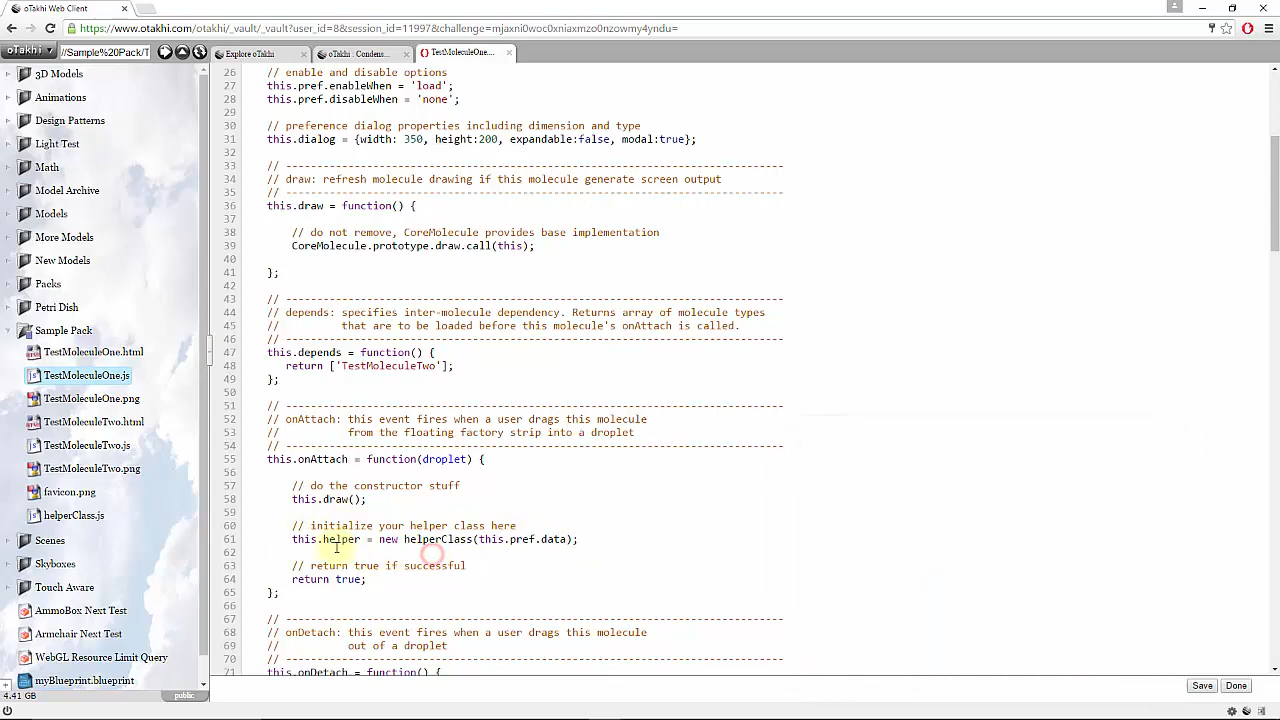 oTakhi Web Client
https://www.otakhi.com/_vault/_vault?user_id=8&session_id=11997&challenge=mjaxni0woc0xniaxmzo0nzowmy4yndu=
oTakhi
//Sample%20Pack/T
Explore oTakhi
oTakhi : Condens...
TestMoleculeOne....
3D Models
Animations
Design Patterns
Light Test
Math
Model Archive
Models
More Models
New Models
Packs
Petri Dish
Sample Pack
TestMoleculeOne.html
TestMoleculeOne.js
TestMoleculeOne.png
TestMoleculeTwo.html
TestMoleculeTwo.js
TestMoleculeTwo.png
favicon.png
helperClass.js
Scenes
Skyboxes
Touch Aware
AmmoBox Next Test
Armchair Next Test
WebGL Resource Limit Query
myBlueprint.blueprint
4.41 GB
public
26 // enable and disable options
27 this.pref.enableWhen = 'load';
28 this.pref.disableWhen = 'none';
29
30 // preference dialog properties including dimension and type
31 this.dialog = {width: 350, height:200, expandable:false, modal:true};
32
33 // --------------------------------------------------------------------------------
34 // draw: refresh molecule drawing if this molecule generate screen output
35 // --------------------------------------------------------------------------------
36 this.draw = function() {
37
38 // do not remove, CoreMolecule provides base implementation
39 CoreMolecule.prototype.draw.call(this);
40
41 };
42
43 // --------------------------------------------------------------------------------
44 // depends: specifies inter-molecule dependency. Returns array of molecule types
45 // that are to be loaded before this molecule's onAttach is called.
46 // --------------------------------------------------------------------------------
47 this.depends = function() {
48 return ['TestMoleculeTwo'];
49 };
50
51 // --------------------------------------------------------------------------------
52 // onAttach: this event fires when a user drags this molecule
53 // from the floating factory strip into a droplet
54 // --------------------------------------------------------------------------------
55 this.onAttach = function(droplet) {
56
57 // do the constructor stuff
58 this.draw();
59
60 // initialize your helper class here
61 this.helper = new helperClass(this.pref.data);
62
63 // return true if successful
64 return true;
65 };
66
67 // --------------------------------------------------------------------------------
68 // onDetach: this event fires when a user drags this molecule
69 // out of a droplet
70 // --------------------------------------------------------------------------------
71 this.onDetach = function() {
Save
Done